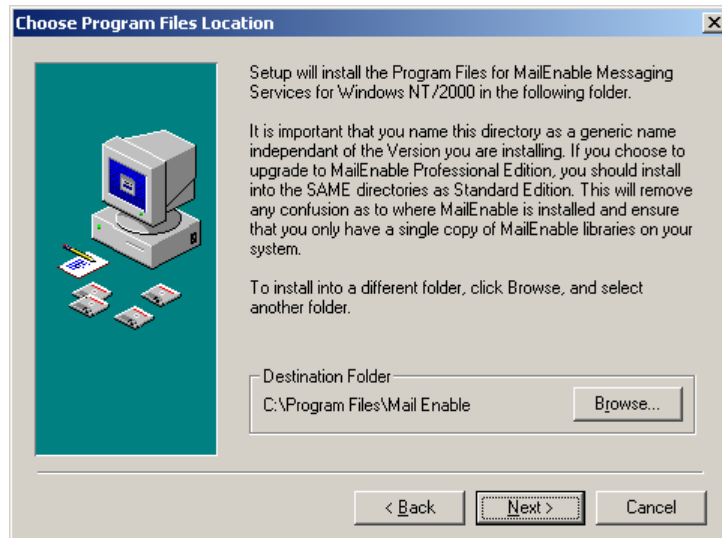 Choose Program Files Location
Setup will install the Program Files for MailEnable Messaging
Services for Windows NT/2000 in the following folder.
It is important that you name this directory as a generic name
independant of the Version you are installing. If you choose to
upgrade to MailEnable Professional Edition, you should install
into the SAME directories as Standard Edition. This will remove
any confusion as to where MailEnable is installed and ensure
that you only have a single copy of MailEnable libraries on your
system.
To install into a different folder, click Browse, and select
another folder.
Destination Folder
C:\Program Files\Mail Enable
Browse...
< Back
Next >
Cancel